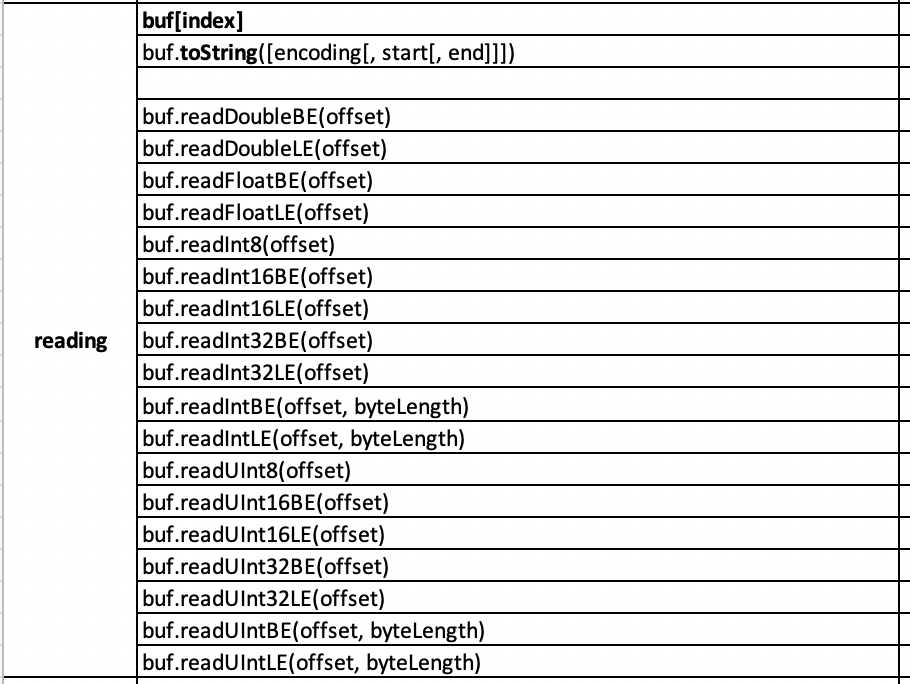 buf[index]
buf.toString([encoding[, start[, end]]])
buf.readDoubleBE(offset)
buf.readDoubleLE(offset)
buf.readFloatBE(offset)
buf.readFloatLE(offset)
buf.readInt8(offset)
buf.readInt16BE(offset)
buf.readInt16LE(offset)
reading
buf.readInt32BE(offset)
buf.readInt32LE(offset)
buf.readIntBE(offset, byteLength)
buf.readIntLE(offset, byteLength)
buf.readUInt8(offset)
buf.readUInt16BE(offset)
buf.readUInt16LE(offset)
buf.readUInt32BE(offset)
buf.readUInt32LE(offset)
buf.readUIntBE(offset, byteLength)
buf.readUIntLE(offset, byteLength)